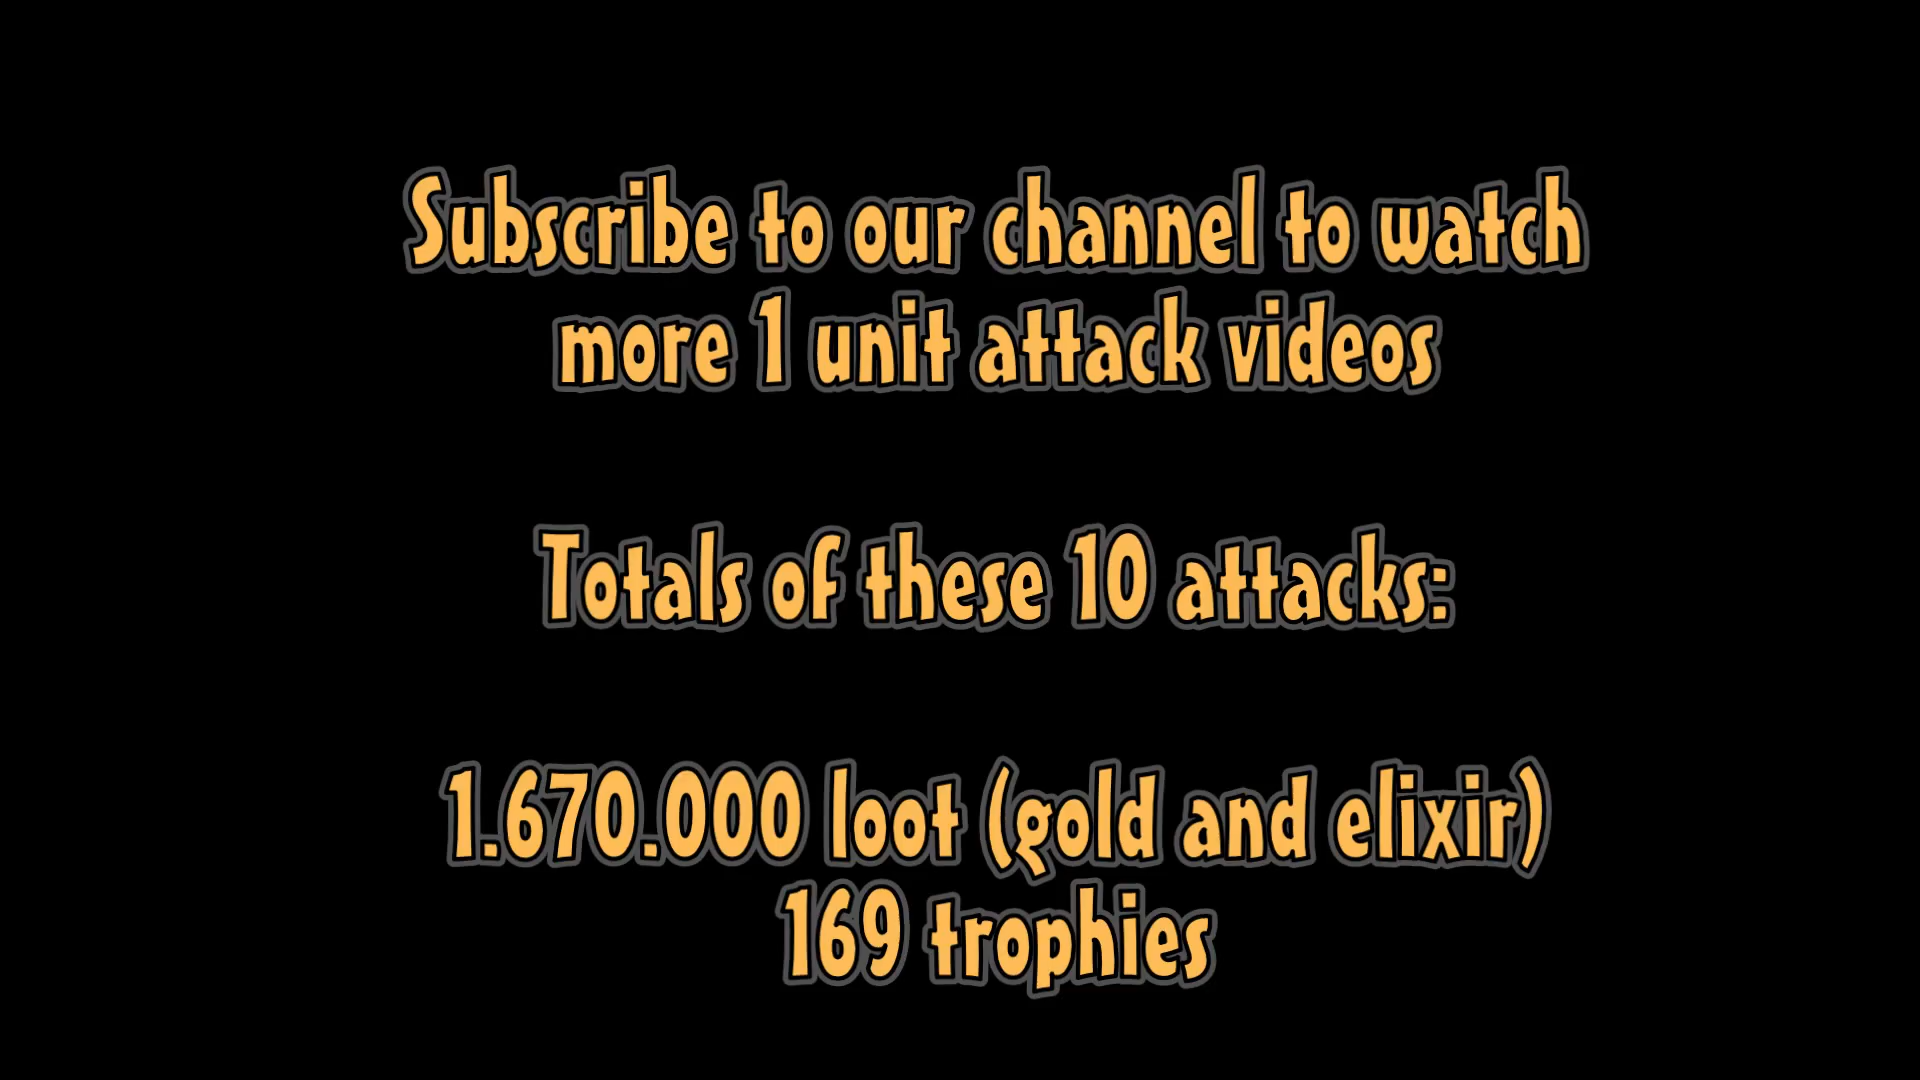 Subscribe to our channel to watch
more 1 unit attack videos
Totals of these 10 attacks:
1.670.000 loot (gold and elixir)
169 trophies